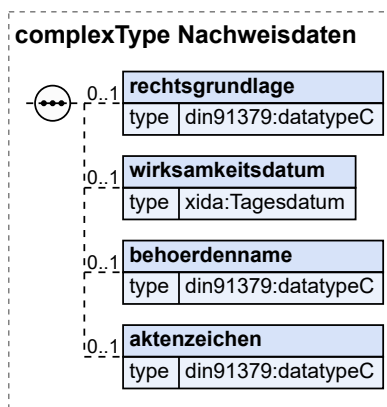 complexType Nachweisdaten
0..1 rechtsgrundlage
type din91379:datatypeC
0..1 wirksamkeitsdatum
type xida:Tagesdatum
0..1 behoerdenname
type din91379:datatypeC
0..1 aktenzeichen
type din91379:datatypeC